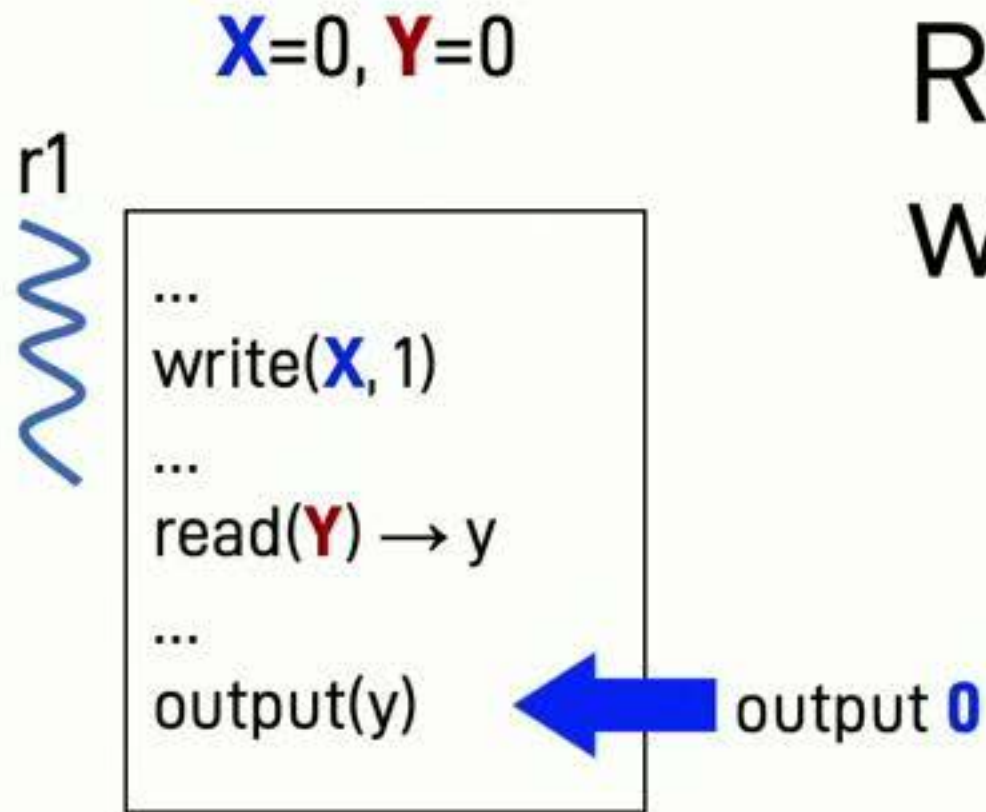 X=0, Y=0
r1
...
write(X, 1)
...
read(Y) → y
...
output(y)
output 0
R